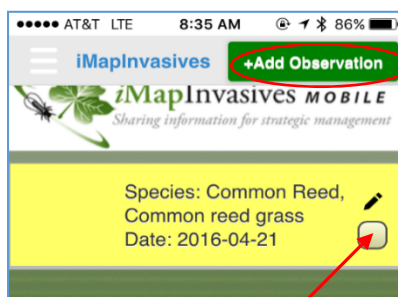 AT&T LTE 8:35 AM 86%
iMapInvasives +Add Observation
iMapInvasives MOBILE
Sharing information for strategic management
Species: Common Reed,
Common reed grass
Date: 2016-04-21